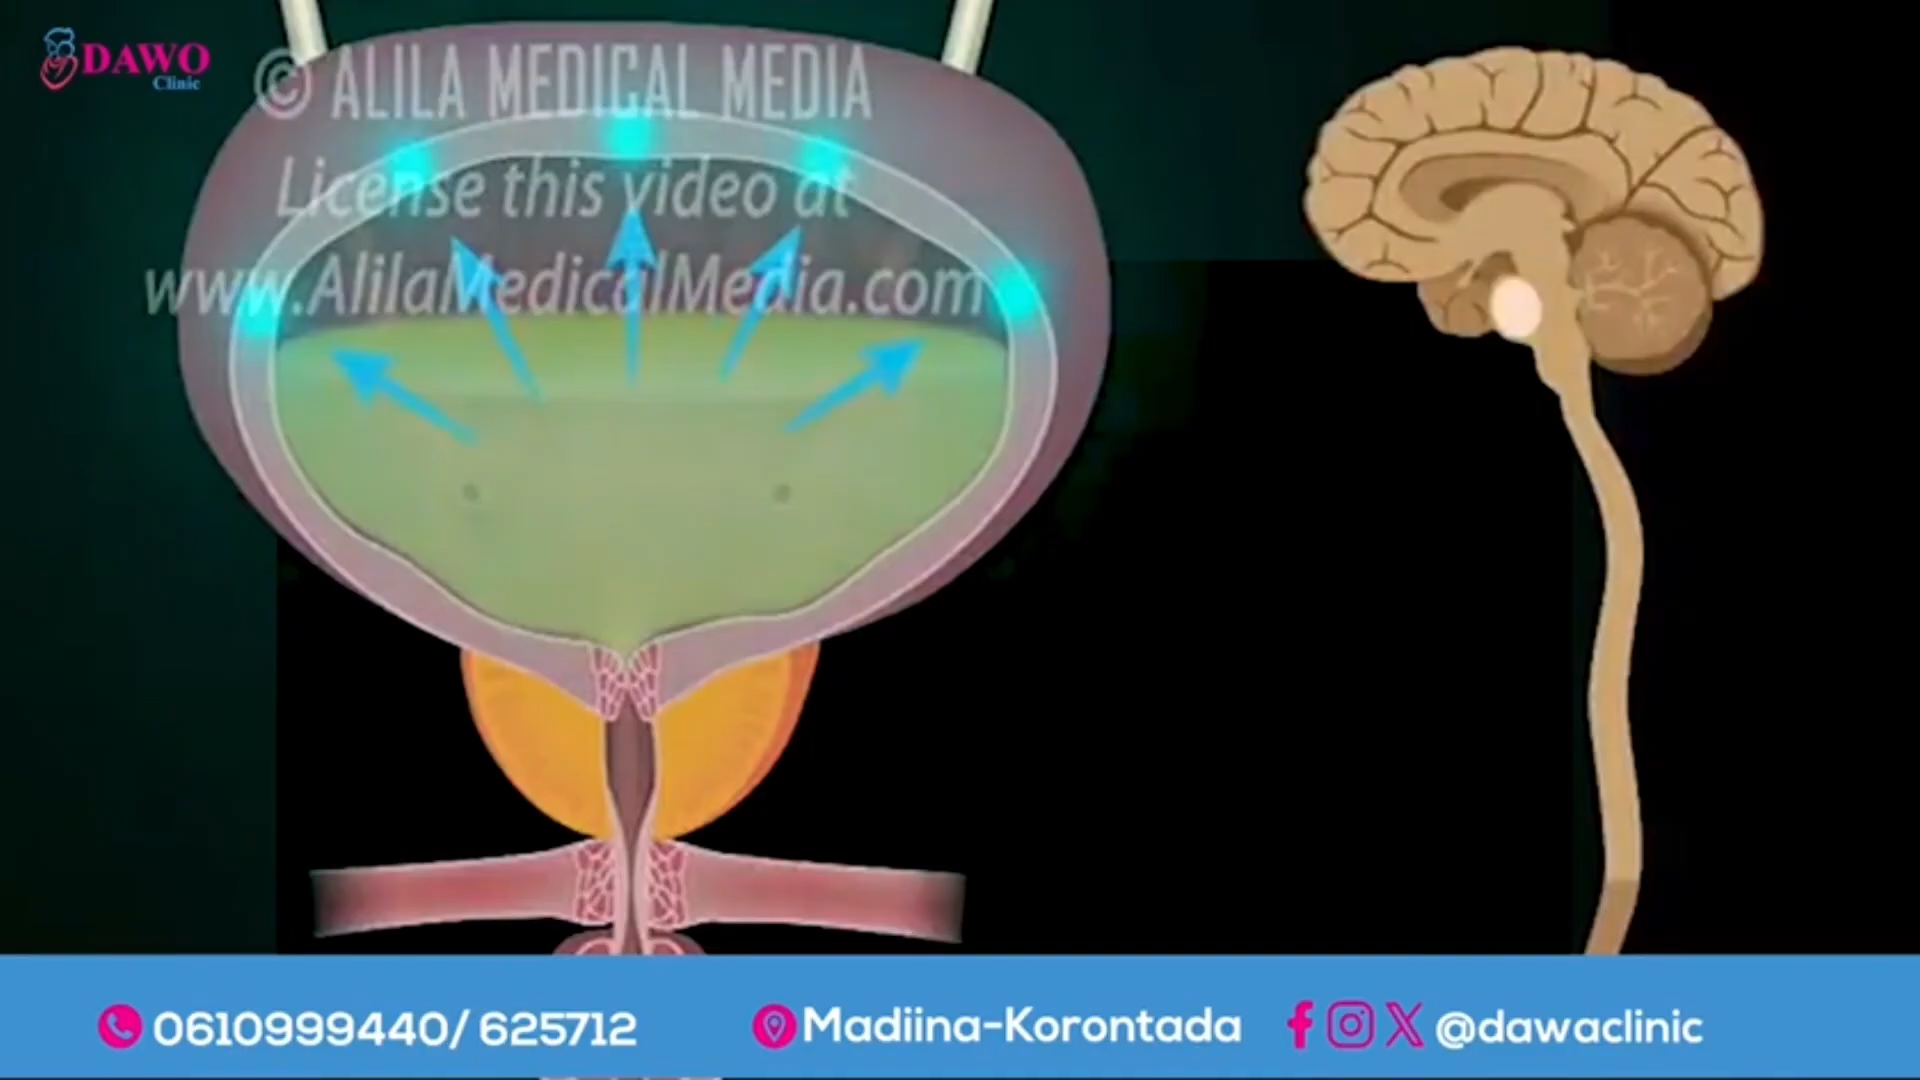 DAWO
Clinic
© ALILA MEDICAL MEDIA
License this video at
www.AlilaMedicalMedia.com
0610999440/ 625712
Madiina-Korontada
@dawaclinic